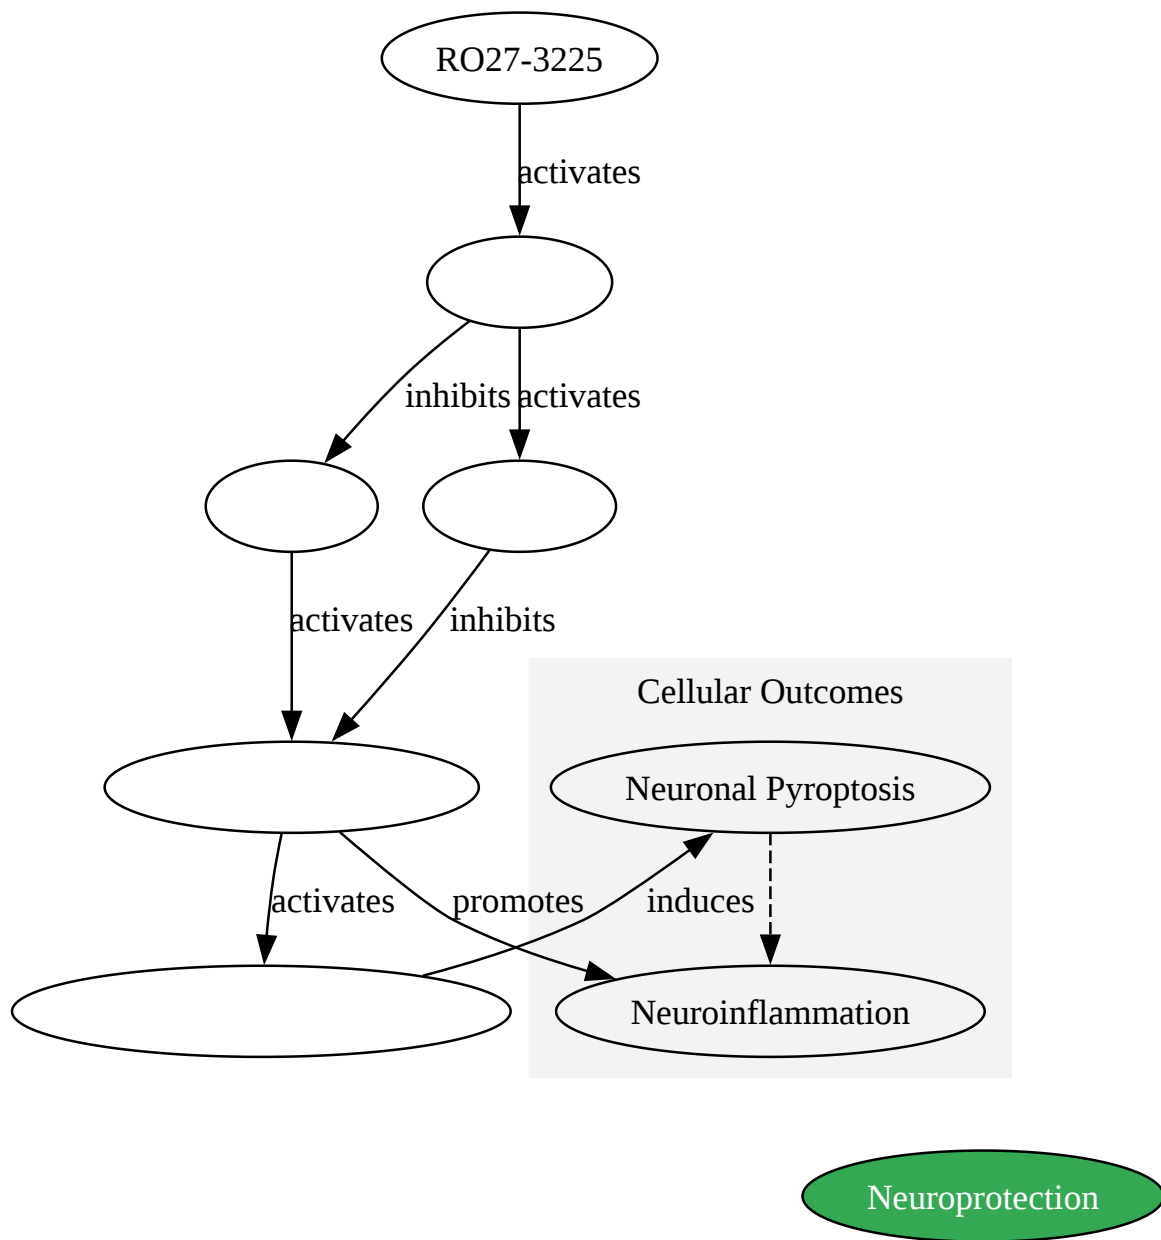 RO27-3225
activates
inhibits
activates
activates
inhibits
Cellular Outcomes
Neuronal Pyroptosis
activates
promotes
induces
Neuroinflammation
Neuroprotection